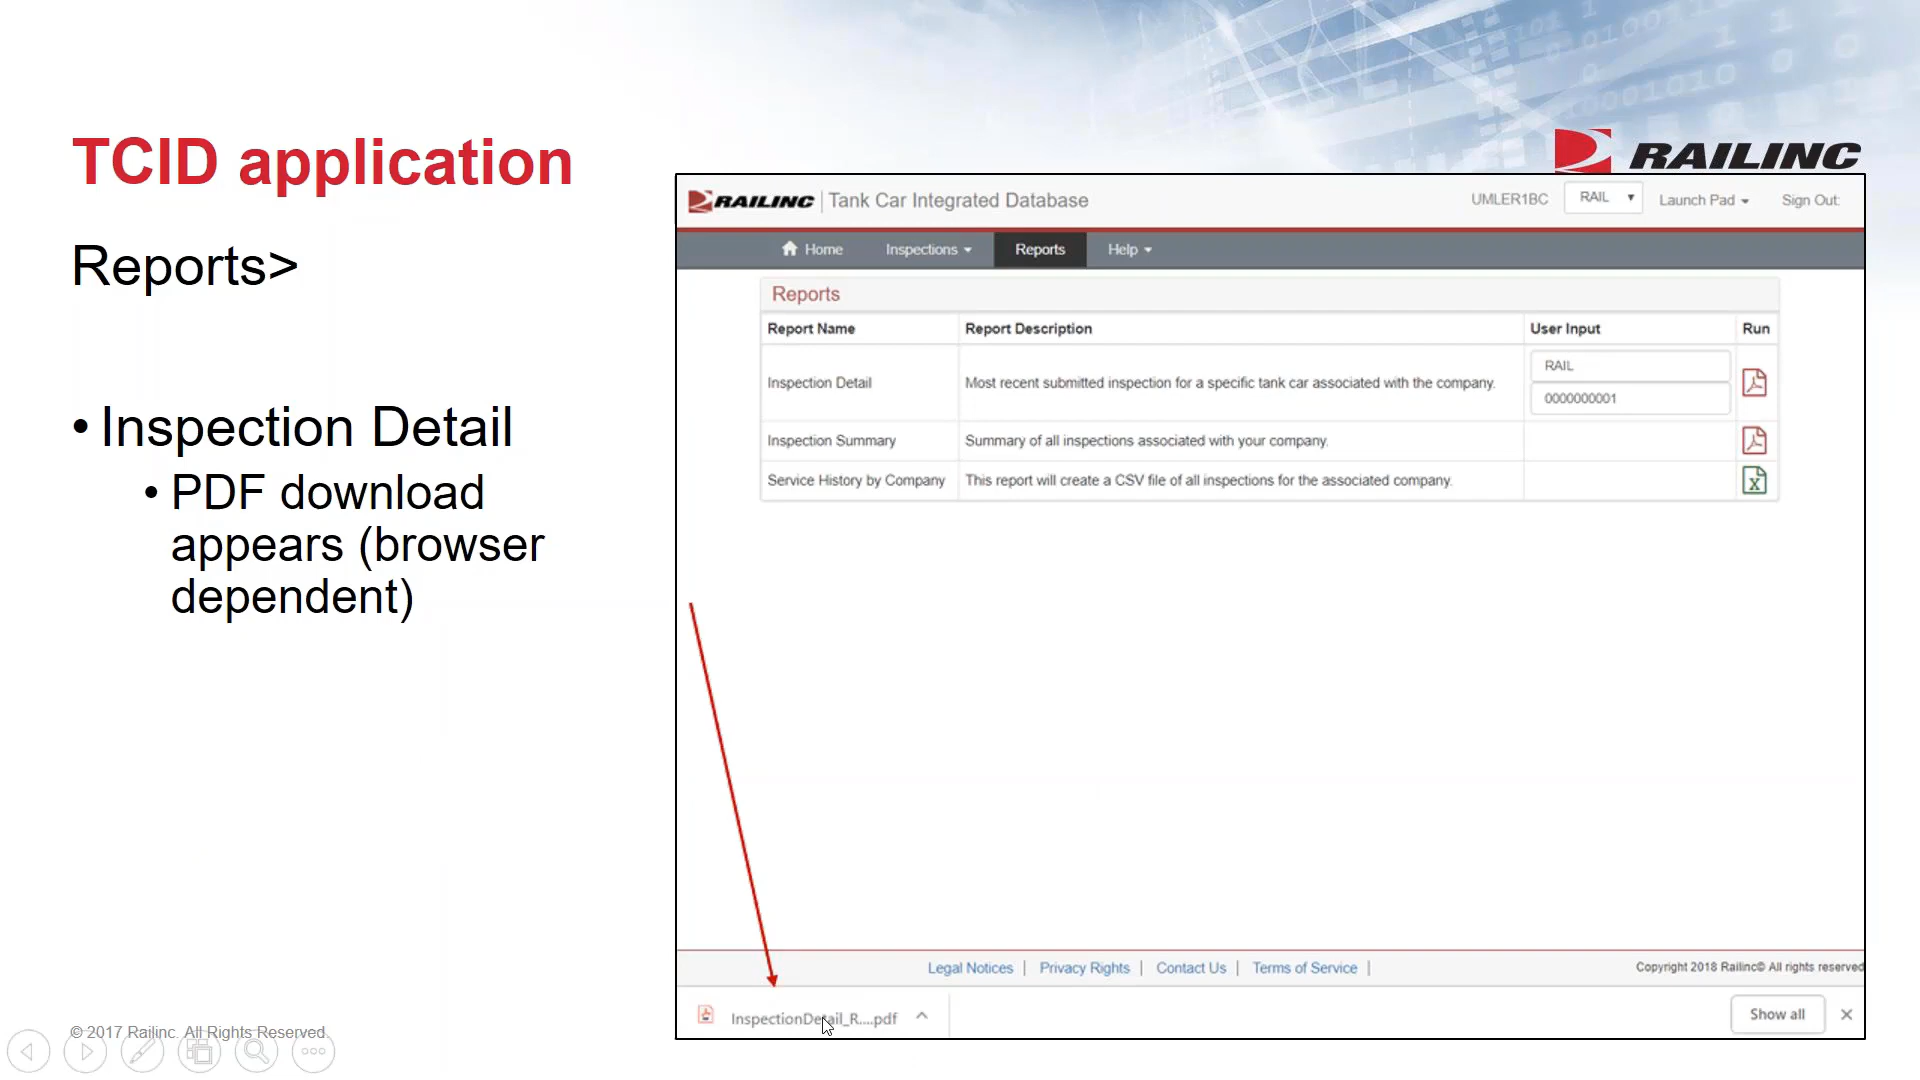 TCID application
RAILINC
Reports>
• Inspection Detail
• PDF download
appears (browser
dependent)
RAILINC | Tank Car Integrated Database
UMLER1BC RAIL Launch Pad Sign Out
Home Inspections Reports Help
Reports
Report Name Report Description User Input Run
RAIL
Inspection Detail Most recent submitted inspection for a specific tank car associated with the company.
0000000001
Inspection Summary Summary of all inspections associated with your company.
Service History by Company This report will create a CSV file of all inspections for the associated company.
Legal Notices | Privacy Rights | Contact Us | Terms of Service |
Copyright 2018 Railinc© All rights reserved
InspectionDetail_R....pdf
Show all
© 2017 Railinc. All Rights Reserved.